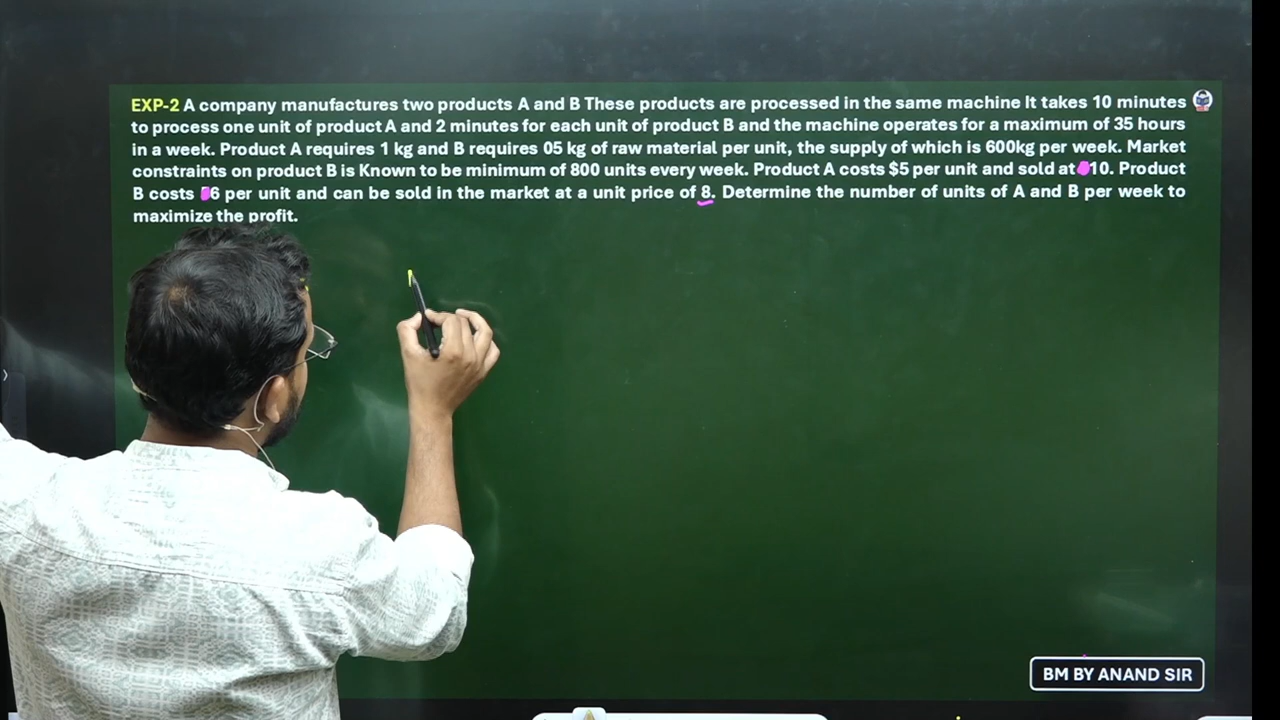 EXP-2 A company manufactures two products A and B These products are processed in the same machine It takes 10 minutes
to process one unit of product A and 2 minutes for each unit of product B and the machine operates for a maximum of 35 hours
in a week. Product A requires 1 kg and B requires 05 kg of raw material per unit, the supply of which is 600kg per week. Market
constraints on product B is Known to be minimum of 800 units every week. Product A costs $5 per unit and sold at 10. Product
B costs 6 per unit and can be sold in the market at a unit price of 8. Determine the number of units of A and B per week to
maximize the profit.
BM BY ANAND SIR